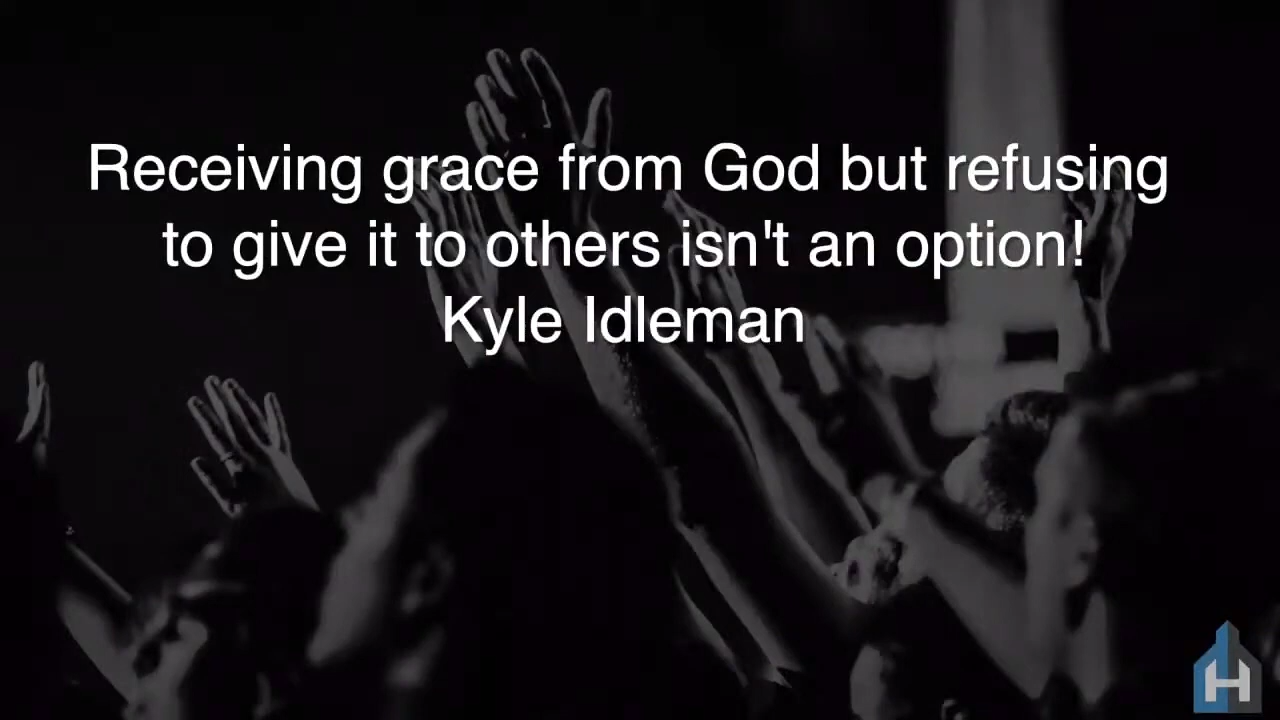 Receiving grace from God but refusing
to give it to others isn't an option!
Kyle Idleman
H